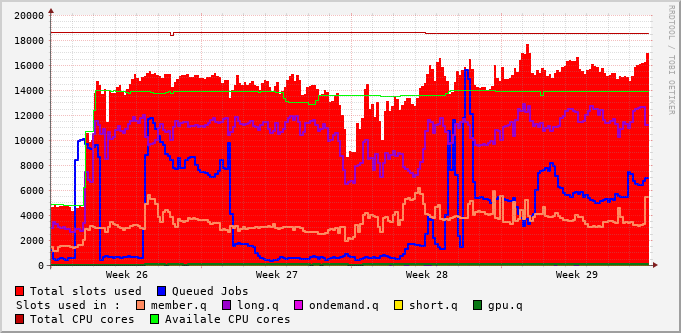 20000
18000
16000
14000
12000
10000
8000
6000
4000
2000
0
Week 26 Week 27 Week 28 Week 29
RRDTOOL / TOBI OETIKER
Total slots used Queued Jobs
Slots used in : member.q long.q ondemand.q short.q gpu.q
Total CPU cores Availale CPU cores